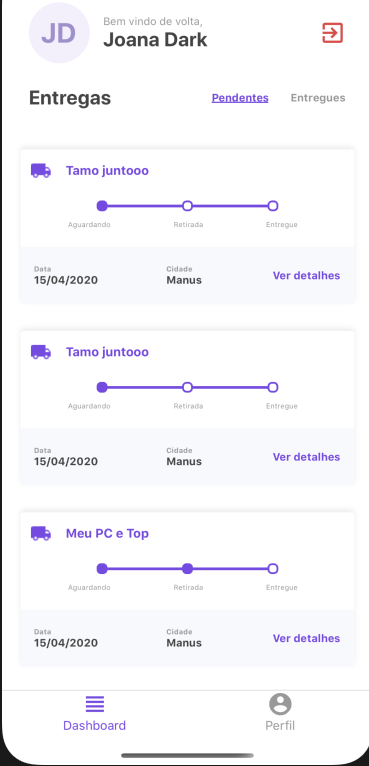 JD
Bem vindo de volta,
Joana Dark
Entregas
Pendentes
Entregues
Tamo juntooo
Aguardando
Retirada
Entregue
Data
15/04/2020
Cidade
Manus
Ver detalhes
Tamo juntooo
Aguardando
Retirada
Entregue
Data
15/04/2020
Cidade
Manus
Ver detalhes
Meu PC e Top
Aguardando
Retirada
Entregue
Data
15/04/2020
Cidade
Manus
Ver detalhes
Dashboard
Perfil